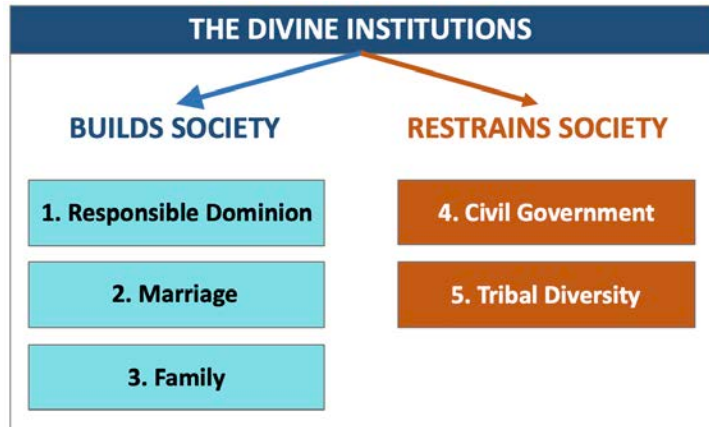 THE DIVINE INSTITUTIONS
BUILDS SOCIETY
RESTRAINS SOCIETY
1. Responsible Dominion
4. Civil Government
2. Marriage
5. Tribal Diversity
3. Family